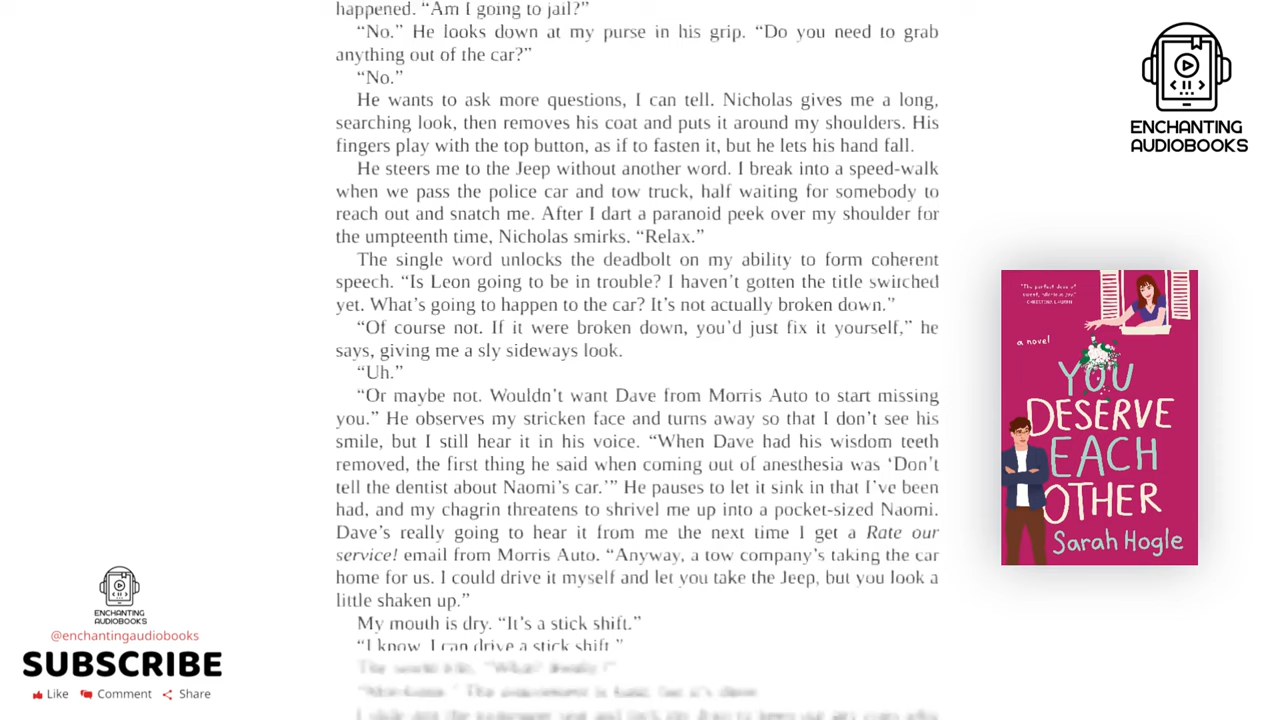 happened. “Am I going to jail?”
“No.” He looks down at my purse in his grip. “Do you need to grab
anything out of the car?”
“No.”
He wants to ask more questions, I can tell. Nicholas gives me a long,
searching look, then removes his coat and puts it around my shoulders. His
fingers play with the top button, as if to fasten it, but he lets his hand fall.
He steers me to the Jeep without another word. I break into a speed-walk
when we pass the police car and tow truck, half waiting for somebody to
reach out and snatch me. After I dart a paranoid peek over my shoulder for
the umpteenth time, Nicholas smirks. “Relax.”
The single word unlocks the deadbolt on my ability to form coherent
speech. “Is Leon going to be in trouble? I haven’t gotten the title switched
yet. What’s going to happen to the car? It’s not actually broken down.”
“Of course not. If it were broken down, you’d just fix it yourself,” he
says, giving me a sly sideways look.
“Uh.”
“Or maybe not. Wouldn’t want Dave from Morris Auto to start missing
you.” He observes my stricken face and turns away so that I don’t see his
smile, but I still hear it in his voice. “When Dave had his wisdom teeth
removed, the first thing he said when coming out of anesthesia was ‘Don’t
tell the dentist about Naomi’s car.’” He pauses to let it sink in that I’ve been
had, and my chagrin threatens to shrivel me up into a pocket-sized Naomi.
Dave’s really going to hear it from me the next time I get a Rate our
service! email from Morris Auto. “Anyway, a tow company’s taking the car
home for us. I could drive it myself and let you take the Jeep, but you look a
little shaken up.”
My mouth is dry. “It’s a stick shift.”
“I know. I can drive a stick shift.”
ENCHANTING
AUDIOBOOKS
a novel
YOU
DESERVE
EACH
OTHER
Sarah Hogle
ENCHANTING
AUDIOBOOKS
@enchantingaudiobooks
SUBSCRIBE
Like Comment Share